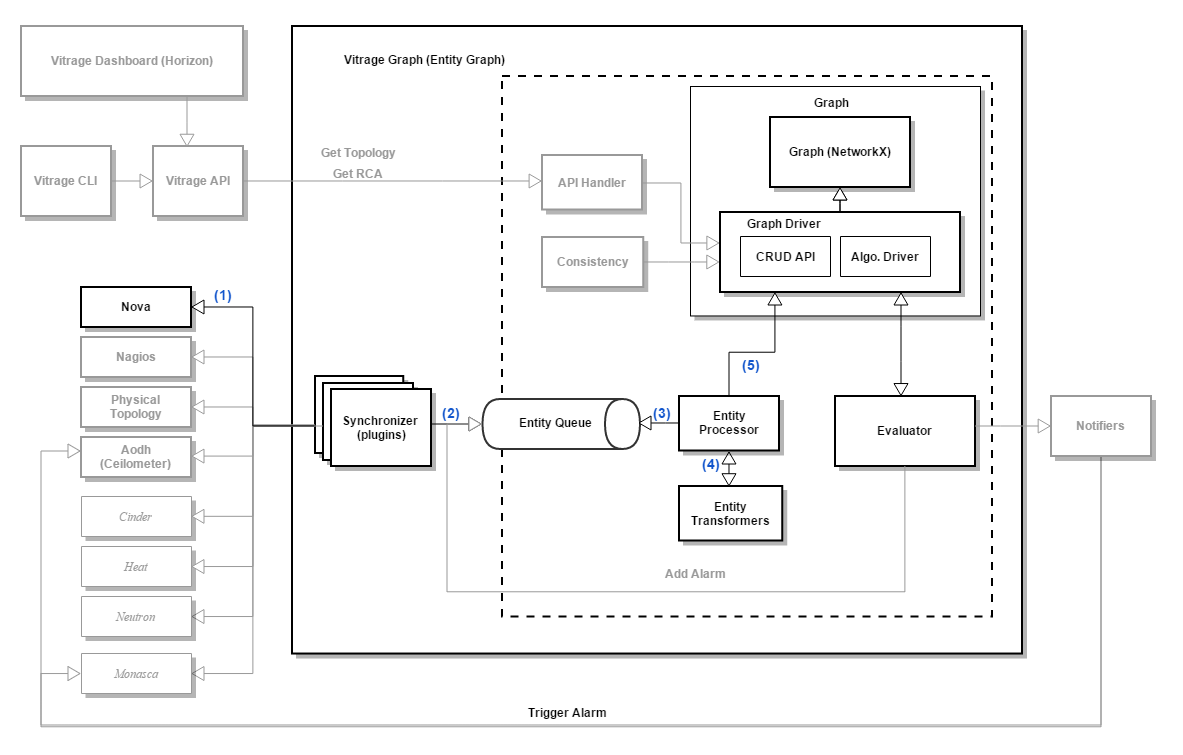 Vitrage Dashboard (Horizon)
Vitrage CLI
Vitrage API
Vitrage Graph (Entity Graph)
Get Topology
Get RCA
API Handler
Consistency
Graph
Graph (NetworkX)
Graph Driver
CRUD API
Algo. Driver
Nova
(1)
Nagios
Physical
Topology
Aodh
(Ceilometer)
Cinder
Heat
Neutron
Monasca
Synchronizer
(plugins)
(2)
Entity Queue
(3)
Entity
Processor
(4)
Entity
Transformers
(5)
Evaluator
Notifiers
Add Alarm
Trigger Alarm